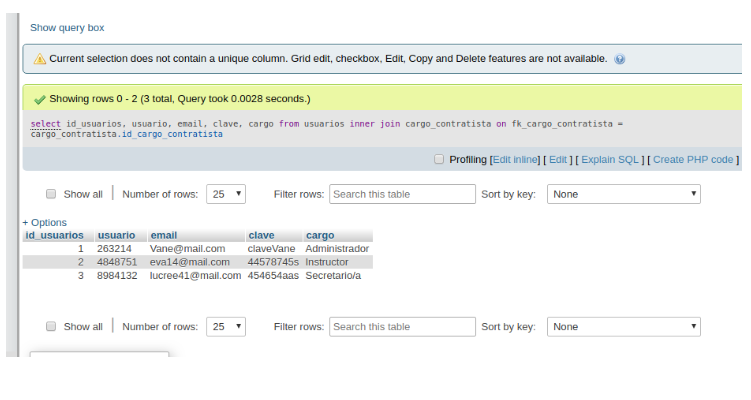 Show query box
Current selection does not contain a unique column. Grid edit, checkbox, Edit, Copy and Delete features are not available.
Showing rows 0 - 2 (3 total, Query took 0.0028 seconds.)
select id_usuarios, usuario, email, clave, cargo from usuarios inner join cargo_contratista on fk_cargo_contratista =
cargo_contratista.id_cargo_contratista
Profiling [Edit inline] [ Edit ] [ Explain SQL ] [ Create PHP code ]
Show all Number of rows: 25 Filter rows: Search this table Sort by key: None
+ Options
id_usuarios usuario email clave cargo
1 263214 Vane@mail.com claveVane Administrador
2 4848751 eva14@mail.com 44578745s Instructor
3 8984132 lucree41@mail.com 454654aas Secretario/a
Show all Number of rows: 25 Filter rows: Search this table Sort by key: None